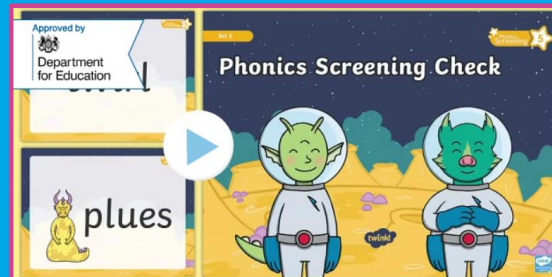 Approved by
Department
for Education
plues
Set 2
Phonics
Screening
5
Phonics Screening Check
twinkl